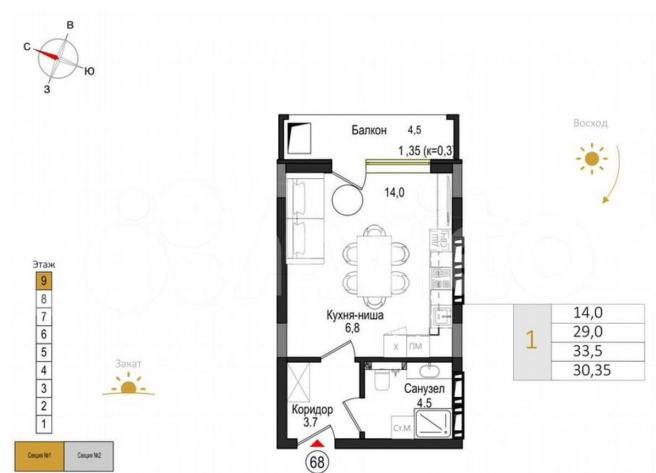 В
С
Ю
З
Балкон 4,5
1,35 (к=0,3)
Восход
14,0
ДШ
СВЧ
Этаж
9
8
7
6
5
4
3
2
1
Кухня-ниша
6,8
Х ПМ
1
14,0
29,0
33,5
30,35
Закат
Санузел
4.5
Коридор
3.7
Ст.М.
Секция №1 Секция №2
68